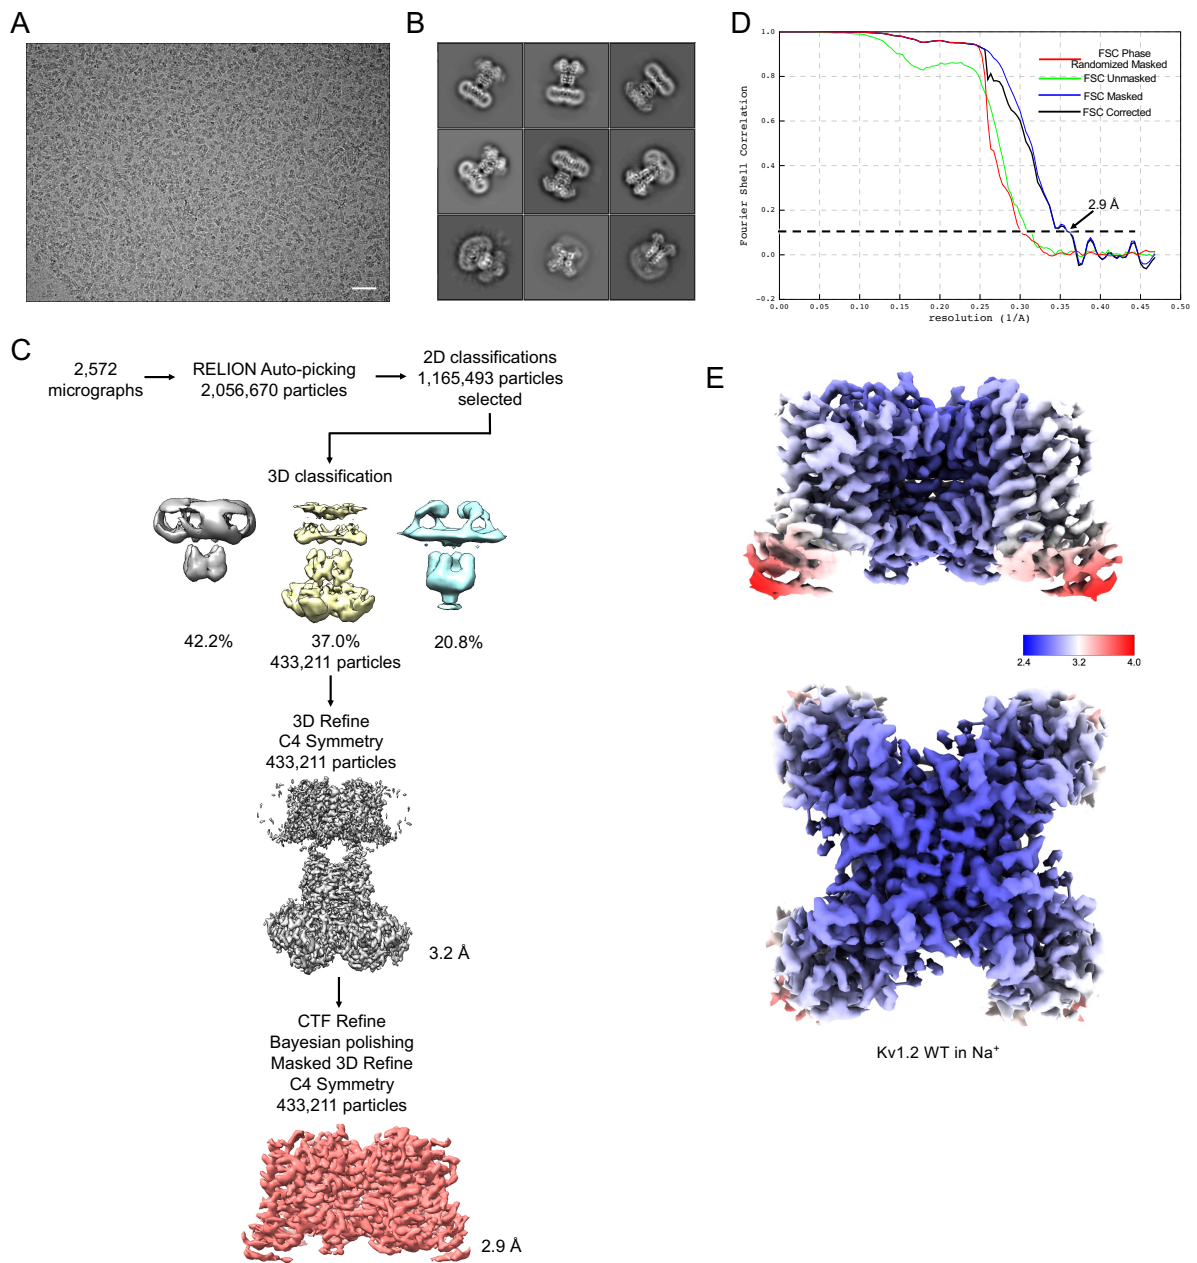 A
B
D
1.0
0.8
0.6
0.4
0.2
0.0
−0.2
Fourier Shell Correlation
FSC Phase
Randomized Masked
FSC Unmasked
FSC Masked
FSC Corrected
2.9 Å
0.00
0.05
0.10
0.15
0.20
0.25
0.30
0.35
0.40
0.45
0.50
resolution (1/A)
C
2,572
micrographs
RELION Auto-picking
2,056,670 particles
2D classifications
1,165,493 particles
selected
3D classification
42.2%
37.0%
20.8%
433,211 particles
3D Refine
C4 Symmetry
433,211 particles
3.2 Å
CTF Refine
Bayesian polishing
Masked 3D Refine
C4 Symmetry
433,211 particles
2.9 Å
E
2.4
3.2
4.0
Kv1.2 WT in Na⁺